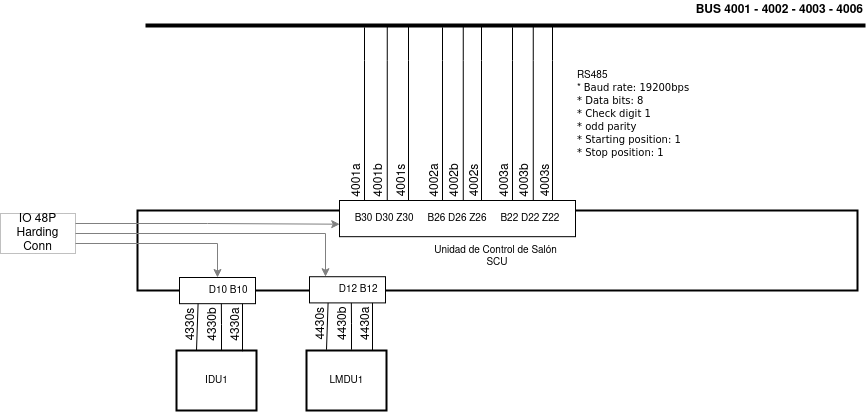 BUS 4001 - 4002 - 4003 - 4006
RS485
* Baud rate: 19200bps
* Data bits: 8
* Check digit 1
* odd parity
* Starting position: 1
* Stop position: 1
4001a 4001b 4001s 4002a 4002b 4002s 4003a 4003b 4003s
B30 D30 Z30 B26 D26 Z26 B22 D22 Z22
IO 48P
Harding
Conn
Unidad de Control de Salón
SCU
D10 B10
D12 B12
4330s 4330b 4330a
4430s 4430b 4430a
IDU1
LMDU1